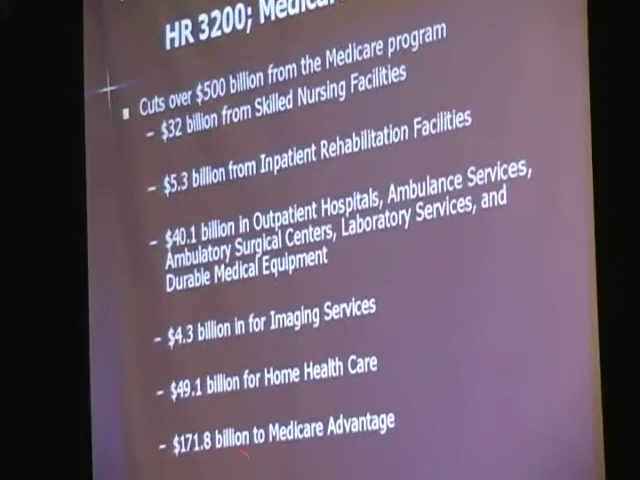 HR 3200;
Cuts over $500 billion from the Medicare program
- $32 billion from Skilled Nursing Facilities
- $5.3 billion from Inpatient Rehabilitation Facilities
- $40.1 billion in Outpatient Hospitals, Ambulance Services,
Ambulatory Surgical Centers, Laboratory Services, and
Durable Medical Equipment
- $4.3 billion in for Imaging Services
- $49.1 billion for Home Health Care
- $171.8 billion to Medicare Advantage